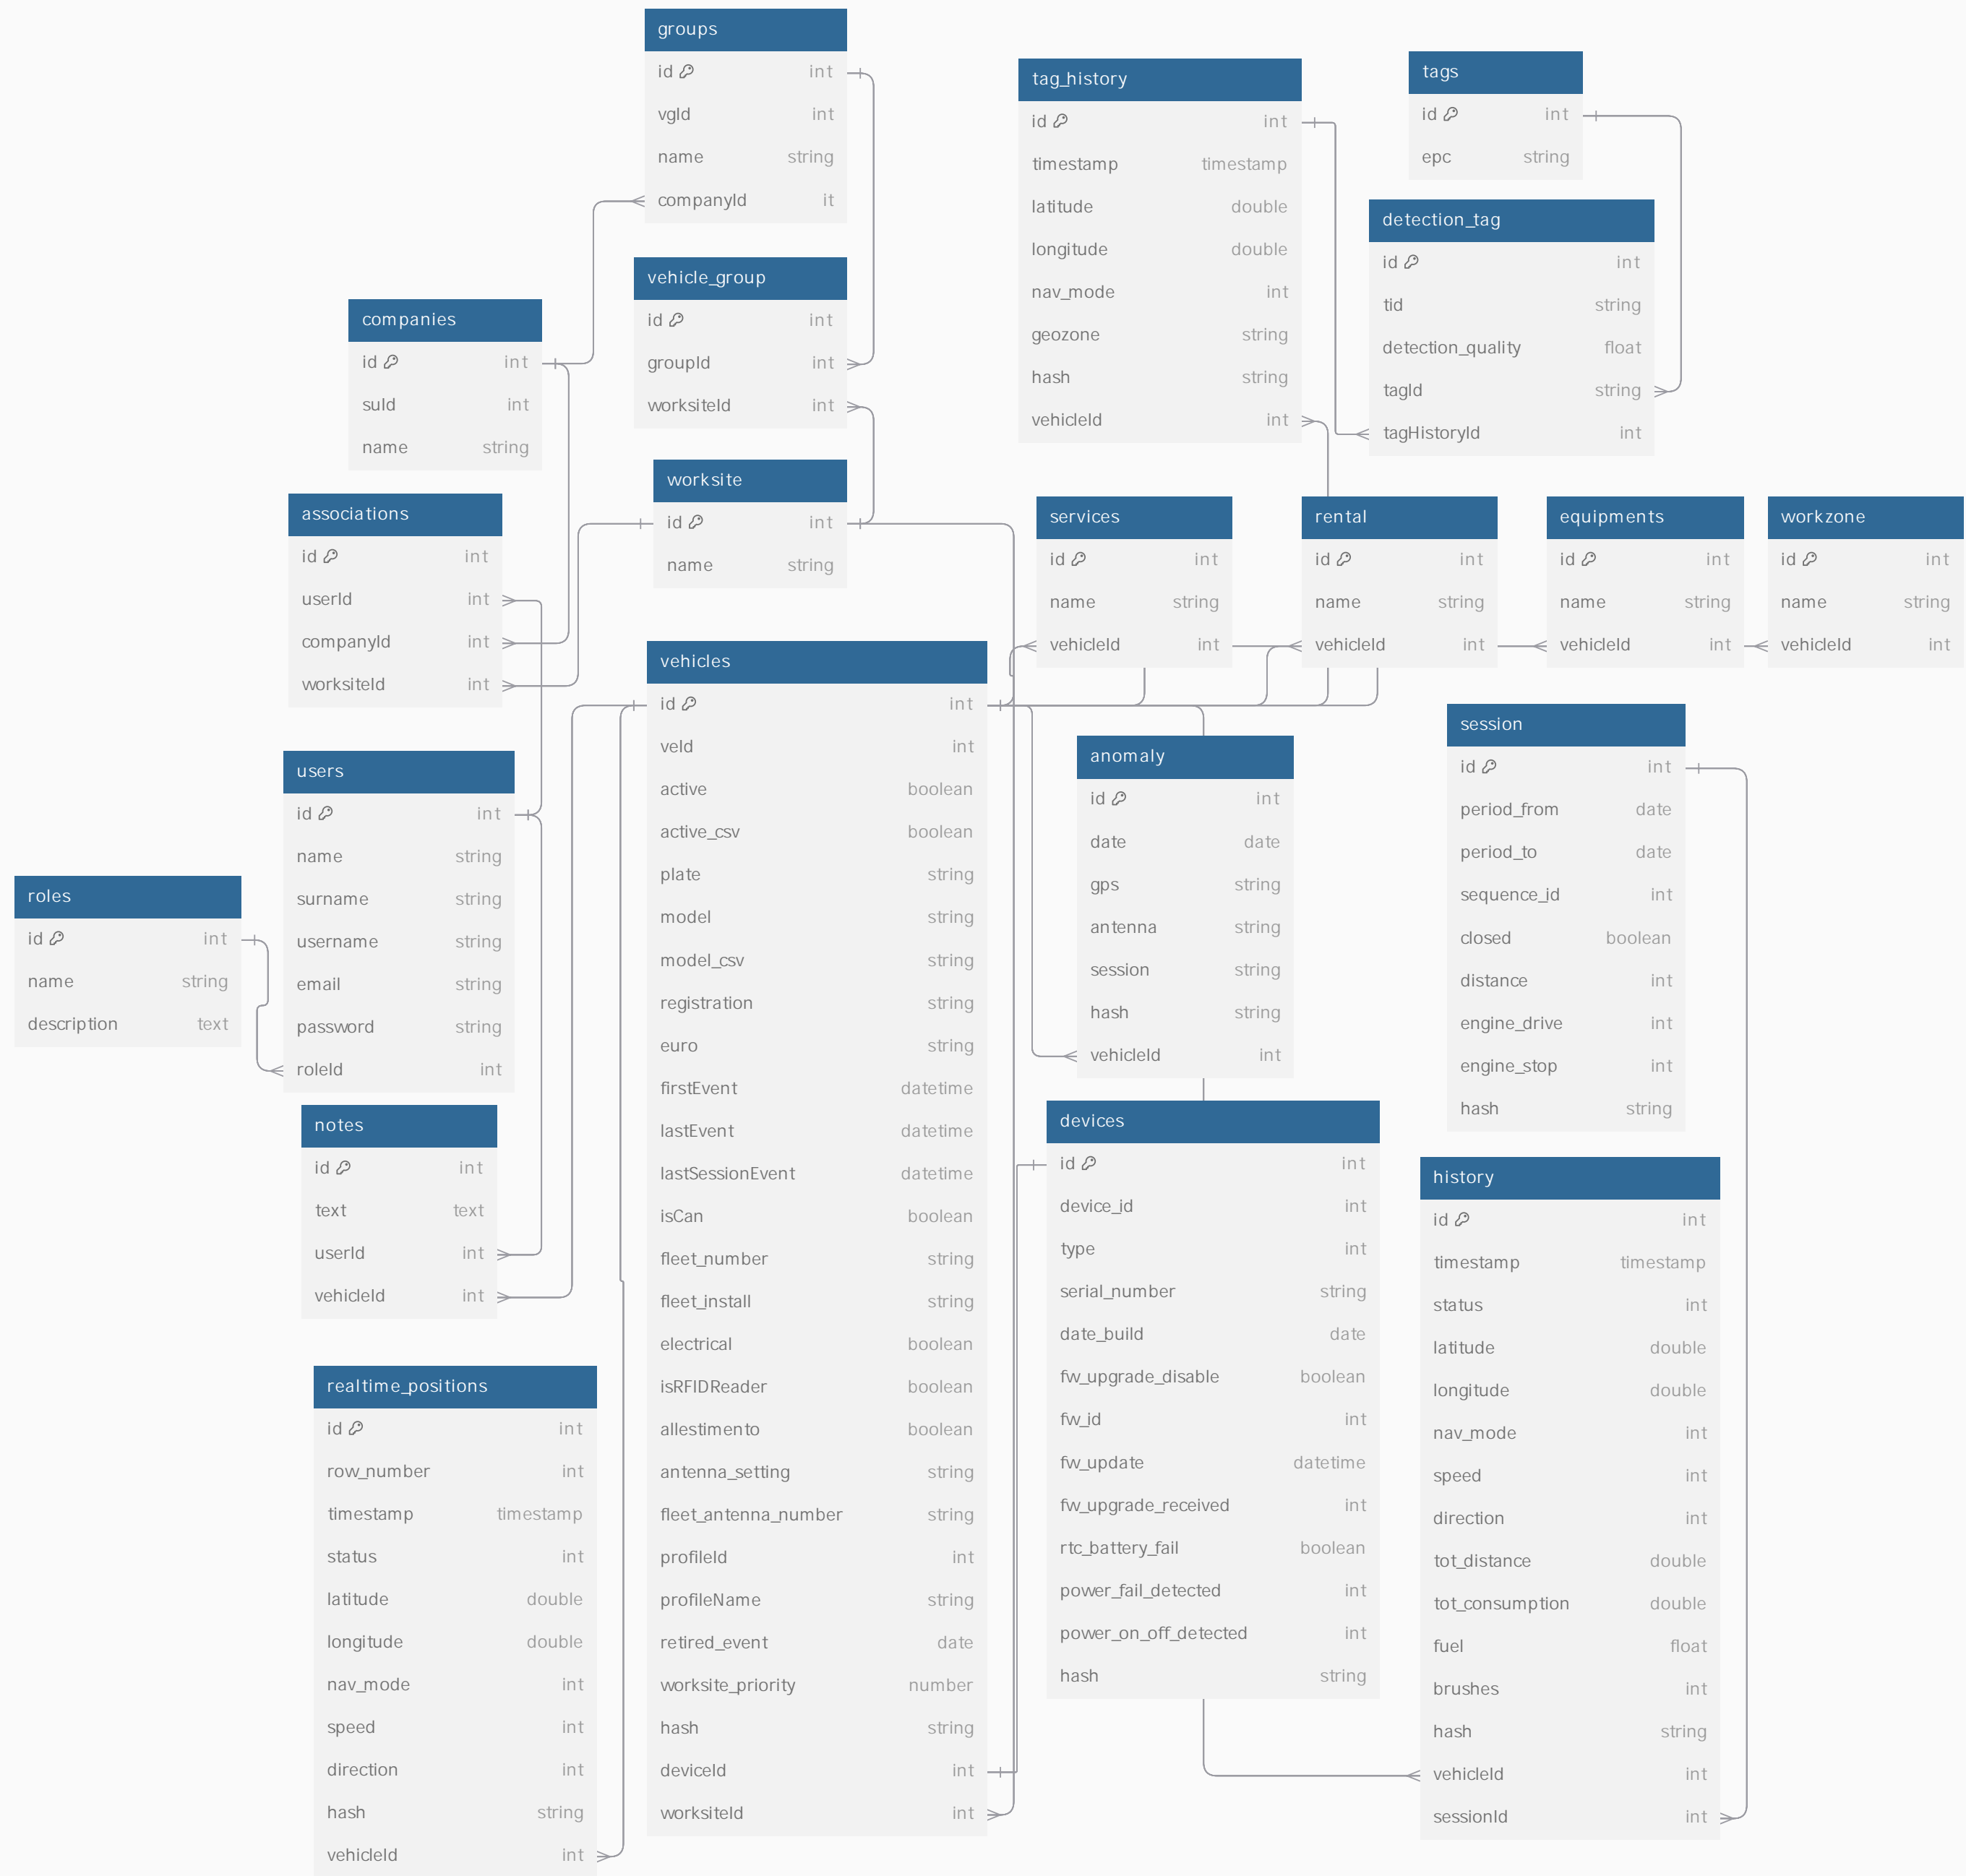 groups
id int
vgId int
name string
companyId it
tag_history
id int
timestamp timestamp
latitude double
longitude double
nav_mode int
geozone string
hash string
vehicleId int
tags
id int
epc string
detection_tag
id int
tid string
detection_quality float
tagId string
tagHistoryId int
vehicle_group
id int
groupId int
worksiteId int
companies
id int
suId int
name string
worksite
id int
name string
associations
id int
userId int
companyId int
worksiteId int
services
id int
name string
vehicleId int
rental
id int
name string
vehicleId int
equipments
id int
name string
vehicleId int
workzone
id int
name string
vehicleId int
vehicles
id int
veId int
active boolean
active_csv boolean
plate string
model string
model_csv string
registration string
euro string
firstEvent datetime
lastEvent datetime
lastSessionEvent datetime
isCan boolean
fleet_number string
fleet_install string
electrical boolean
isRFIDReader boolean
allestimento boolean
antenna_setting string
fleet_antenna_number string
profileId int
profileName string
retired_event date
worksite_priority number
hash string
deviceId int
worksiteId int
users
id int
name string
surname string
username string
email string
password string
roleId int
roles
id int
name string
description text
anomaly
id int
date date
gps string
antenna string
session string
hash string
vehicleId int
session
id int
period_from date
period_to date
sequence_id int
closed boolean
distance int
engine_drive int
engine_stop int
hash string
notes
id int
text text
userId int
vehicleId int
devices
id int
device_id int
type int
serial_number string
date_build date
fw_upgrade_disable boolean
fw_id int
fw_update datetime
fw_upgrade_received int
rtc_battery_fail boolean
power_fail_detected int
power_on_off_detected int
hash string
history
id int
timestamp timestamp
status int
latitude double
longitude double
nav_mode int
speed int
direction int
tot_distance double
tot_consumption double
fuel float
brushes int
hash string
vehicleId int
sessionId int
realtime_positions
id int
row_number int
timestamp timestamp
status int
latitude double
longitude double
nav_mode int
speed int
direction int
hash string
vehicleId int